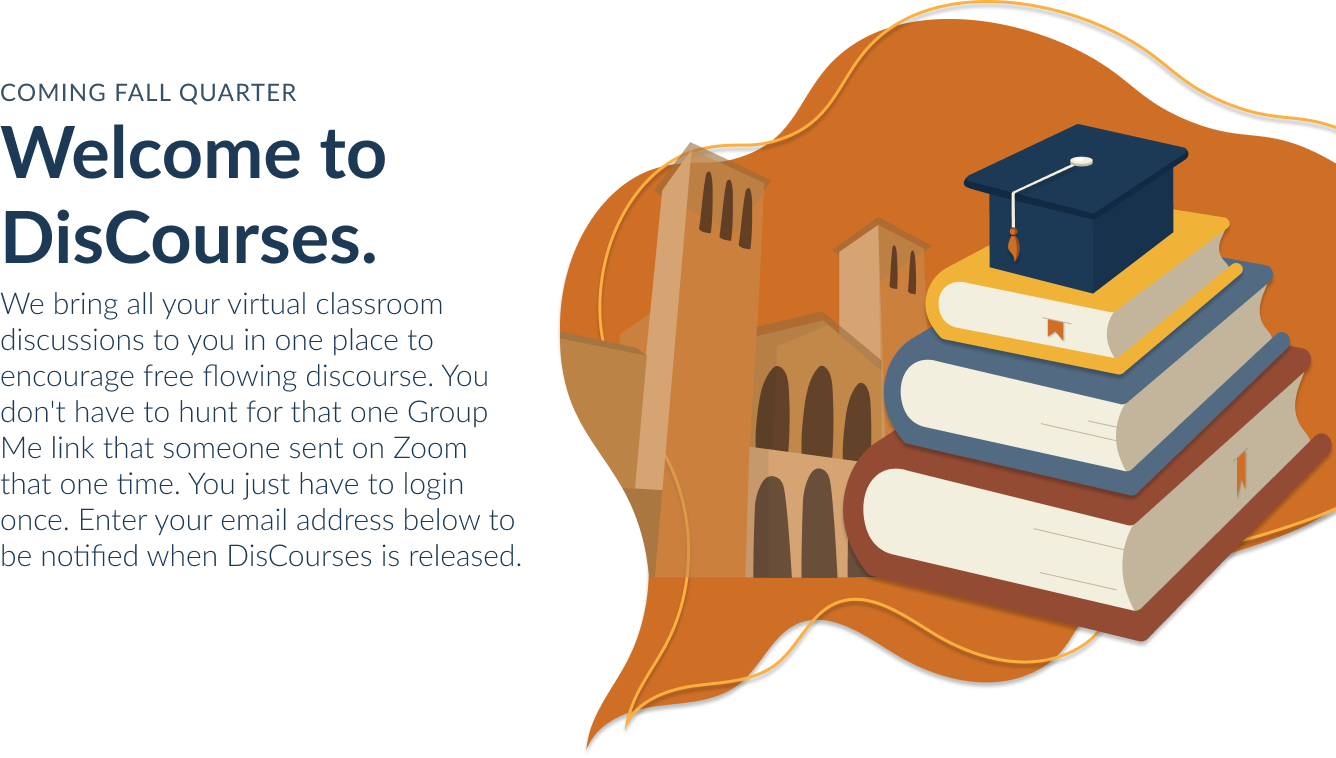 COMING FALL QUARTER
Welcome to
DisCourses.
We bring all your virtual classroom
discussions to you in one place to
encourage free flowing discourse. You
don't have to hunt for that one Group
Me link that someone sent on Zoom
that one time. You just have to login
once. Enter your email address below to
be notified when DisCourses is released.